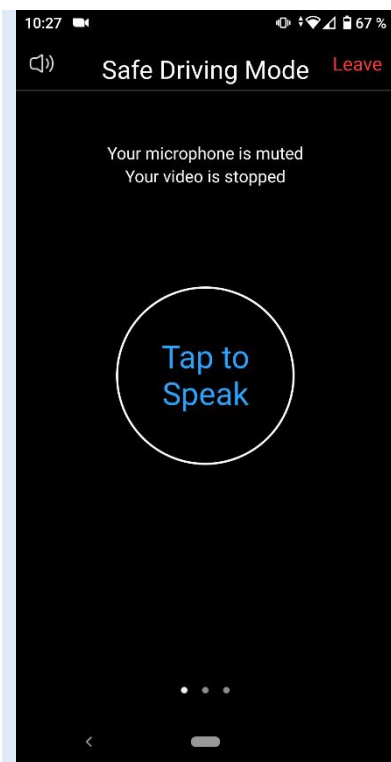 10:27 67 %
Safe Driving Mode Leave
Your microphone is muted
Your video is stopped
Tap to
Speak